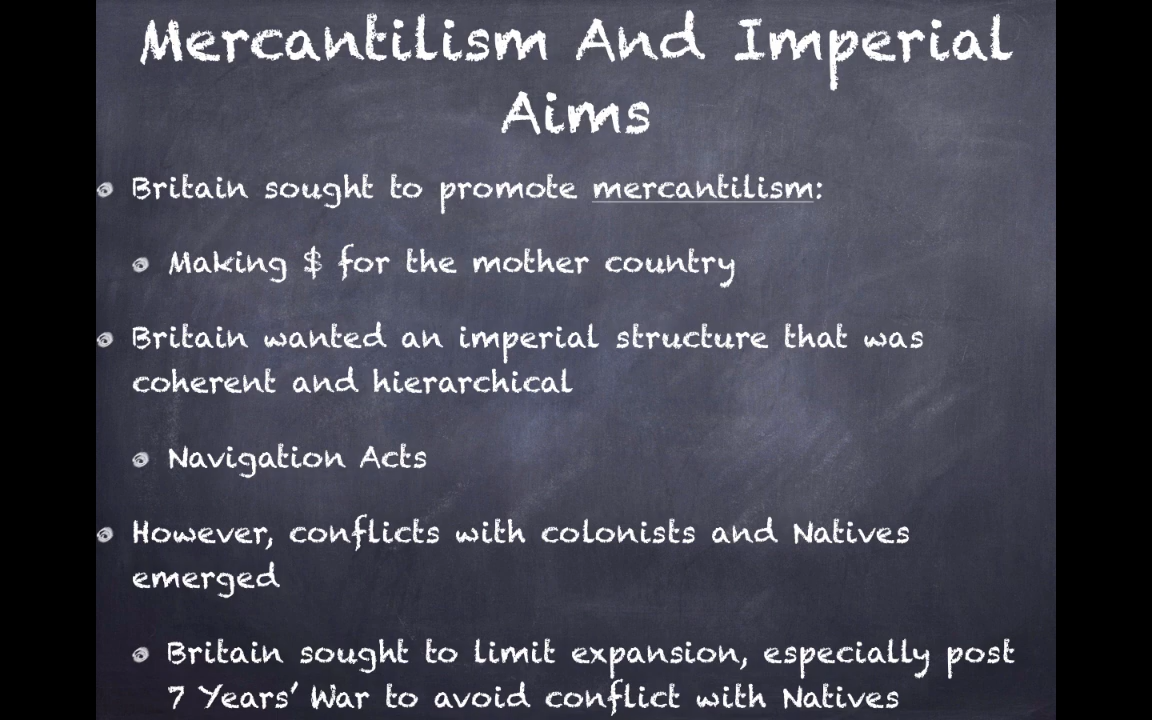 Mercantilism And Imperial
Aims
Britain sought to promote mercantilism:
Making $ for the mother country
Britain wanted an imperial structure that was
coherent and hierarchical
Navigation Acts
However, conflicts with colonists and Natives
emerged
Britain sought to limit expansion, especially post
7 Years’ War to avoid conflict with Natives